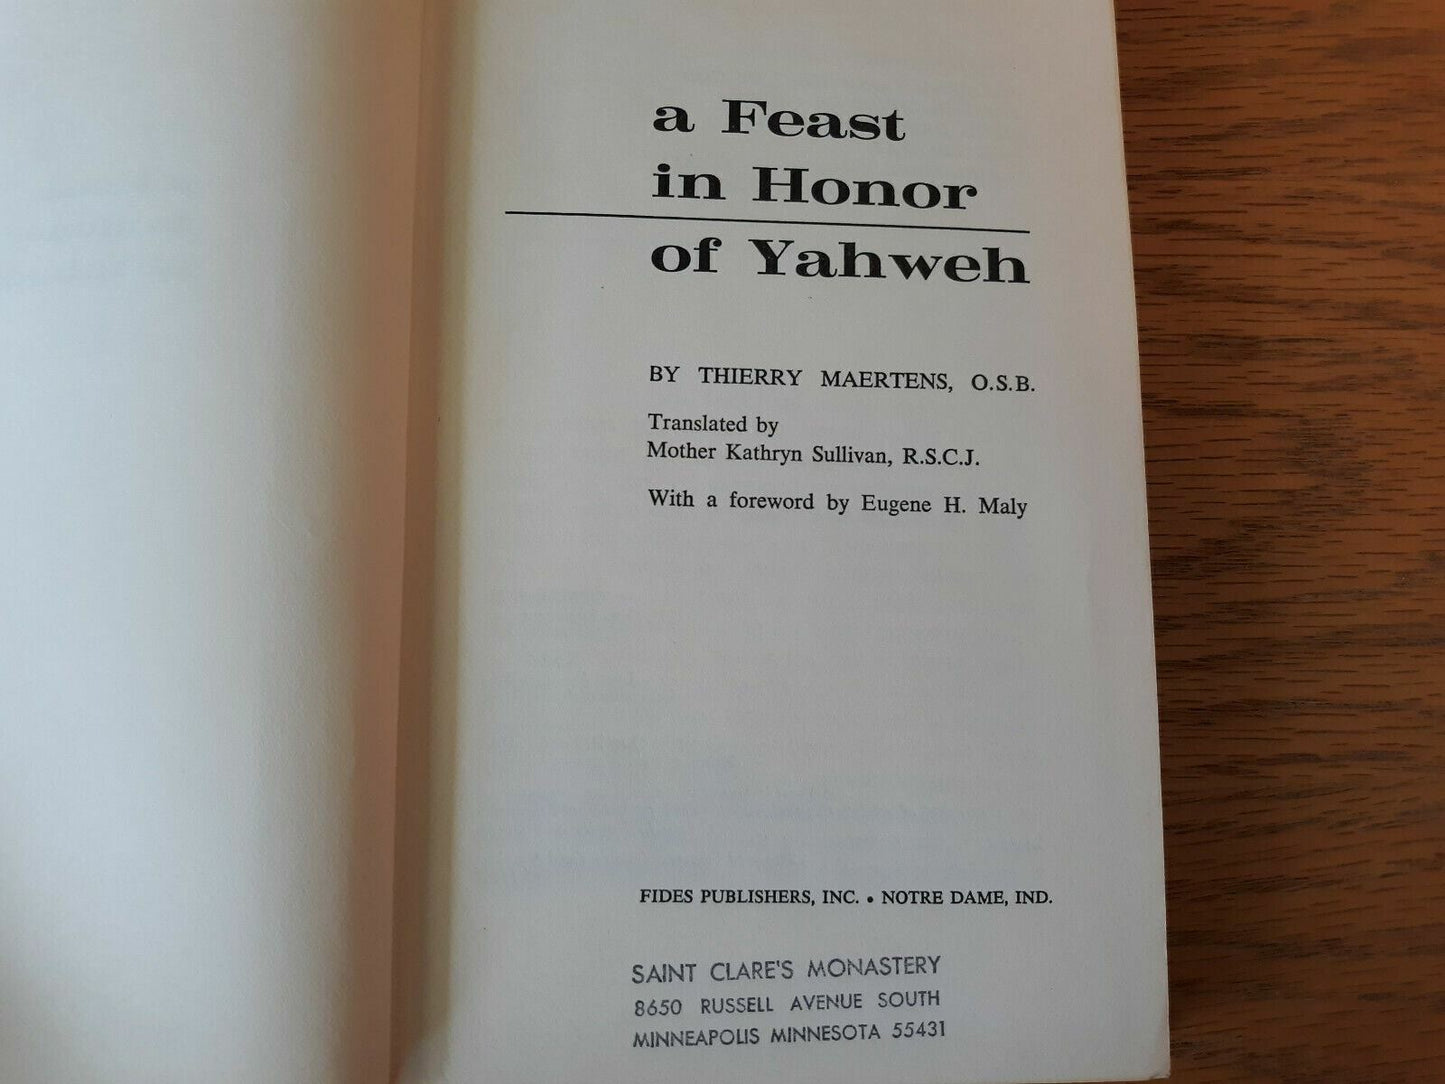 a Feast
in Honor
of Yahweh
BY THIERRY MAERTENS, O.S.B.
Translated by
Mother Kathryn Sullivan, R.S.C.J.
With a foreword by Eugene H. Maly
FIDES PUBLISHERS, INC. • NOTRE DAME, IND.
SAINT CLARE'S MONASTERY
8650 RUSSELL AVENUE SOUTH
MINNEAPOLIS MINNESOTA 55431